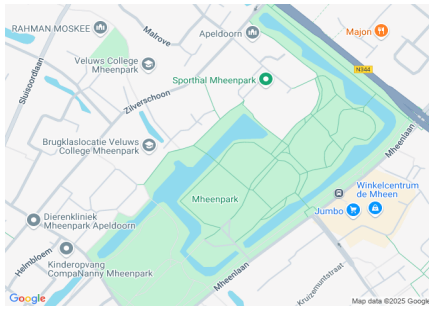 RAHMAN MOSKEE
Malrove
Apeldoorn
Majori
Veluws College
Mheenpark
Sluisoordlaan
Sporthal Mheenpark
N344
Zilverschoon
Brugklaslocatie Veluws
College Mheenpark
Mheenlaan
Mheenpark
Winkelcentrum
de Mheen
Jumbo
Dierenkliniek
Mheenpark Apeldoorn
Helmbloem
Kinderopvang
CompaNanny Mheenpark
Mheenlaan
Kruizemuntstraat
Google
Map data ©2025 Google